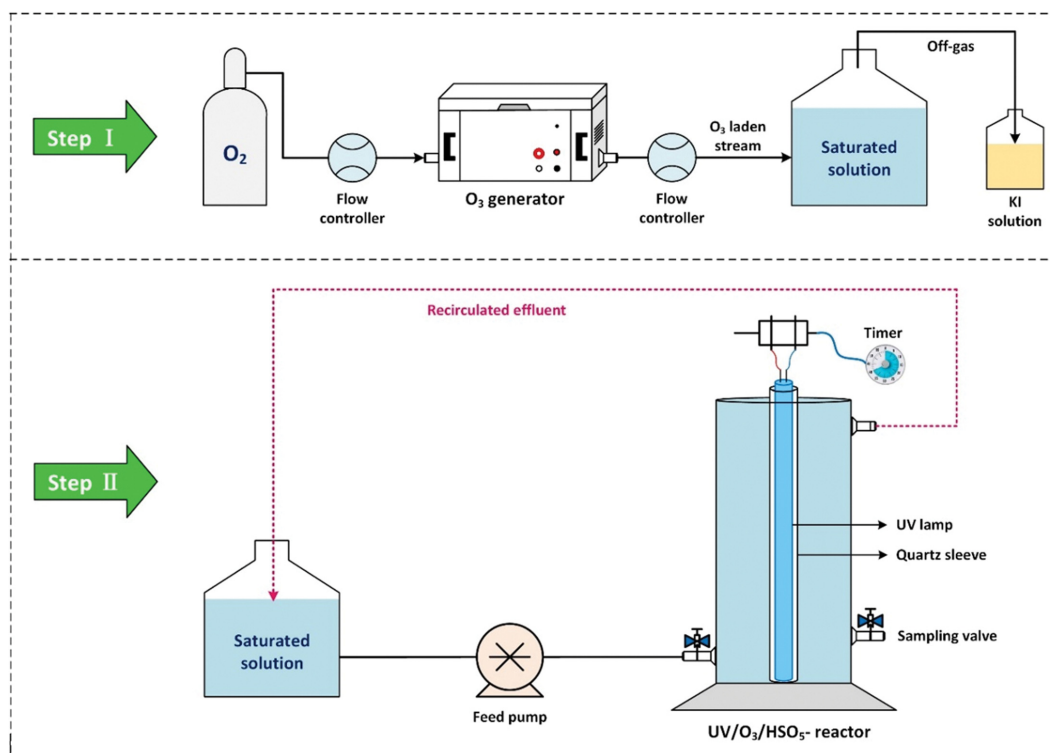 Step I
O₂
Flow
controller
O₃ generator
O₃ laden
stream
Flow
controller
Saturated
solution
Off-gas
KI
solution
Step II
Recirculated effluent
Timer
UV lamp
Quartz sleeve
Sampling valve
Saturated
solution
Feed pump
UV/O₃/HSO₅- reactor